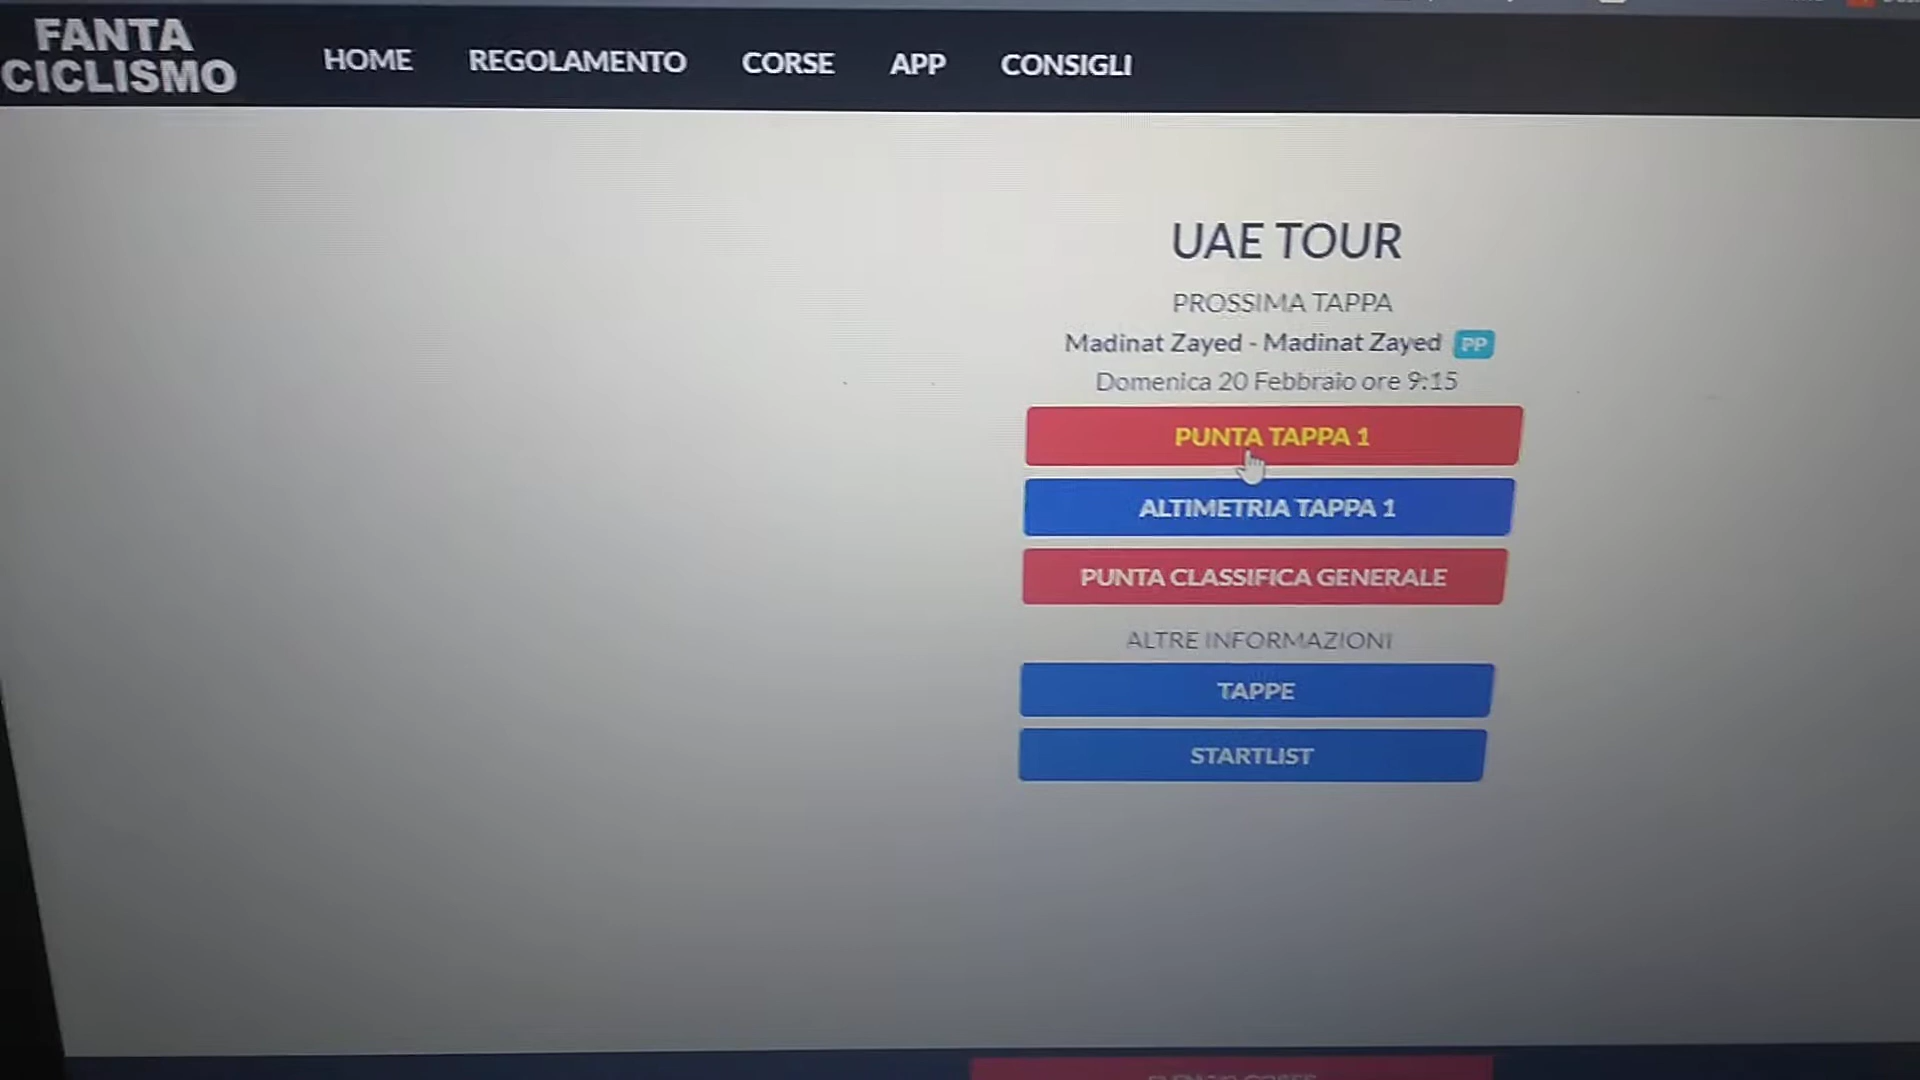 FANTA
CICLISMO
HOME REGOLAMENTO CORSE APP CONSIGLI
UAE TOUR
PROSSIMA TAPPA
Madinat Zayed - Madinat Zayed PP
Domenica 20 Febbraio ore 9:15
PUNTA TAPPA 1
ALTIMETRIA TAPPA 1
PUNTA CLASSIFICA GENERALE
ALTRE INFORMAZIONI
TAPPE
STARTLIST